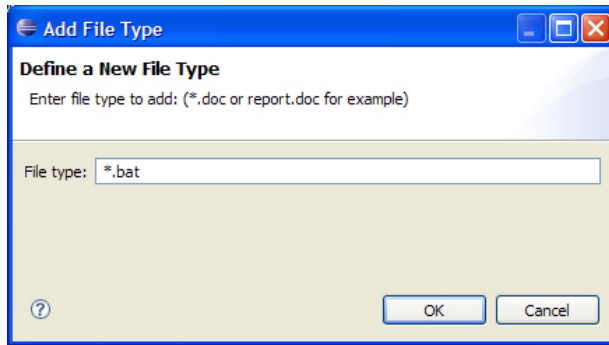 Add File Type
Define a New File Type
Enter file type to add: (*.doc or report.doc for example)
File type: *.bat
?
OK Cancel